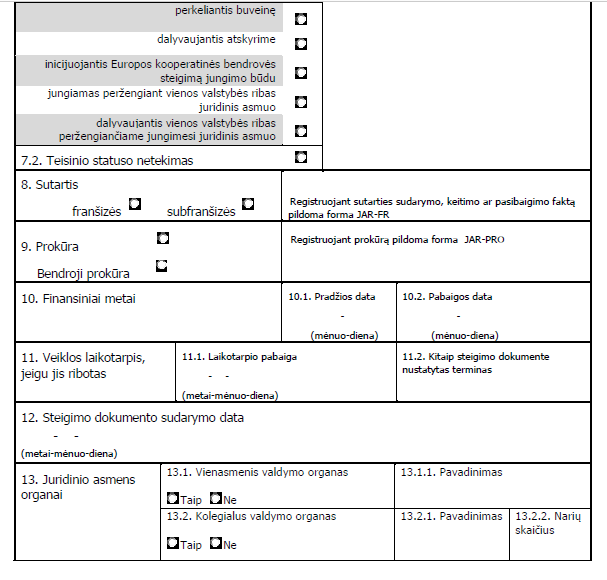 perkeliantis buveinę
dalyvaujantis atskyrime
inicijuojantis Europos kooperatinės bendrovės
steigimą jungimo būdu
jungiamas peržengiant vienos valstybės ribas
juridinis asmuo
dalyvaujantis vienos valstybės ribas
peržengiančiame jungimesi juridinis asmuo
7.2. Teisinio statuso netekimas
8. Sutartis
franšizės subfranšizės
Registruojant sutarties sudarymo, keitimo ar pasibaigimo faktą
pildoma forma JAR-FR
9. Prokūra
Bendroji prokūra
Registruojant prokūrą pildoma forma JAR-PRO
10. Finansiniai metai
10.1. Pradžios data
-
(mėnuo-diena)
10.2. Pabaigos data
-
(mėnuo-diena)
11. Veiklos laikotarpis,
jeigu jis ribotas
11.1. Laikotarpio pabaiga
- -
(metai-mėnuo-diena)
11.2. Kitaip steigimo dokumente
nustatytas terminas
12. Steigimo dokumento sudarymo data
- -
(metai-mėnuo-diena)
13. Juridinio asmens
organai
13.1. Vienasmenis valdymo organas
Taip Ne
13.1.1. Pavadinimas
13.2. Kolegialus valdymo organas
Taip Ne
13.2.1. Pavadinimas
13.2.2. Narių
skaičius